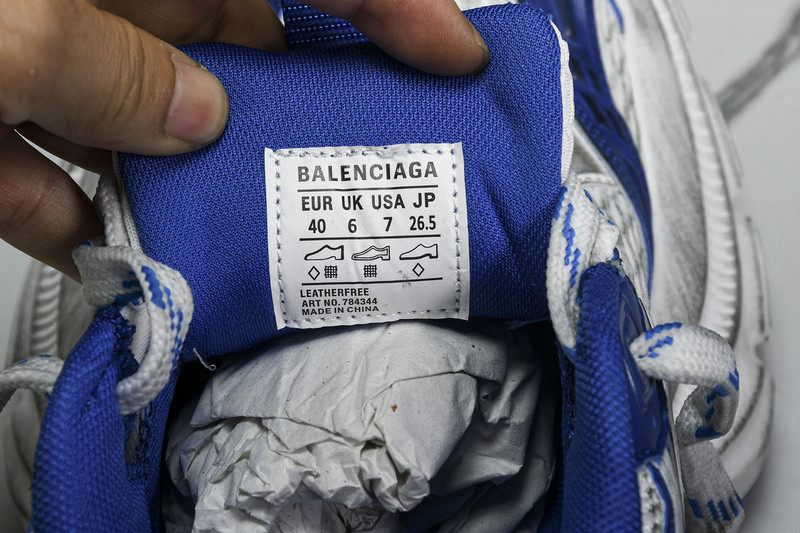 BALENCIAGA
EUR UK USA JP
40 6 7 26.5
LEATHERFREE
ART NO. 784344
MADE IN CHINA